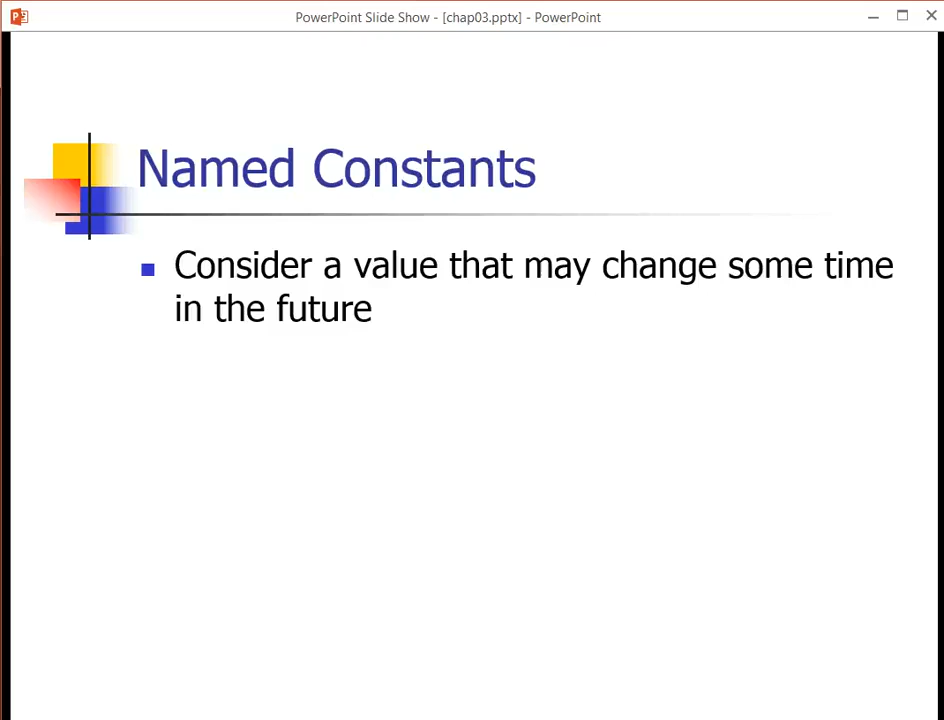 PowerPoint Slide Show - [chap03.pptx] - PowerPoint
Named Constants
Consider a value that may change some time
in the future